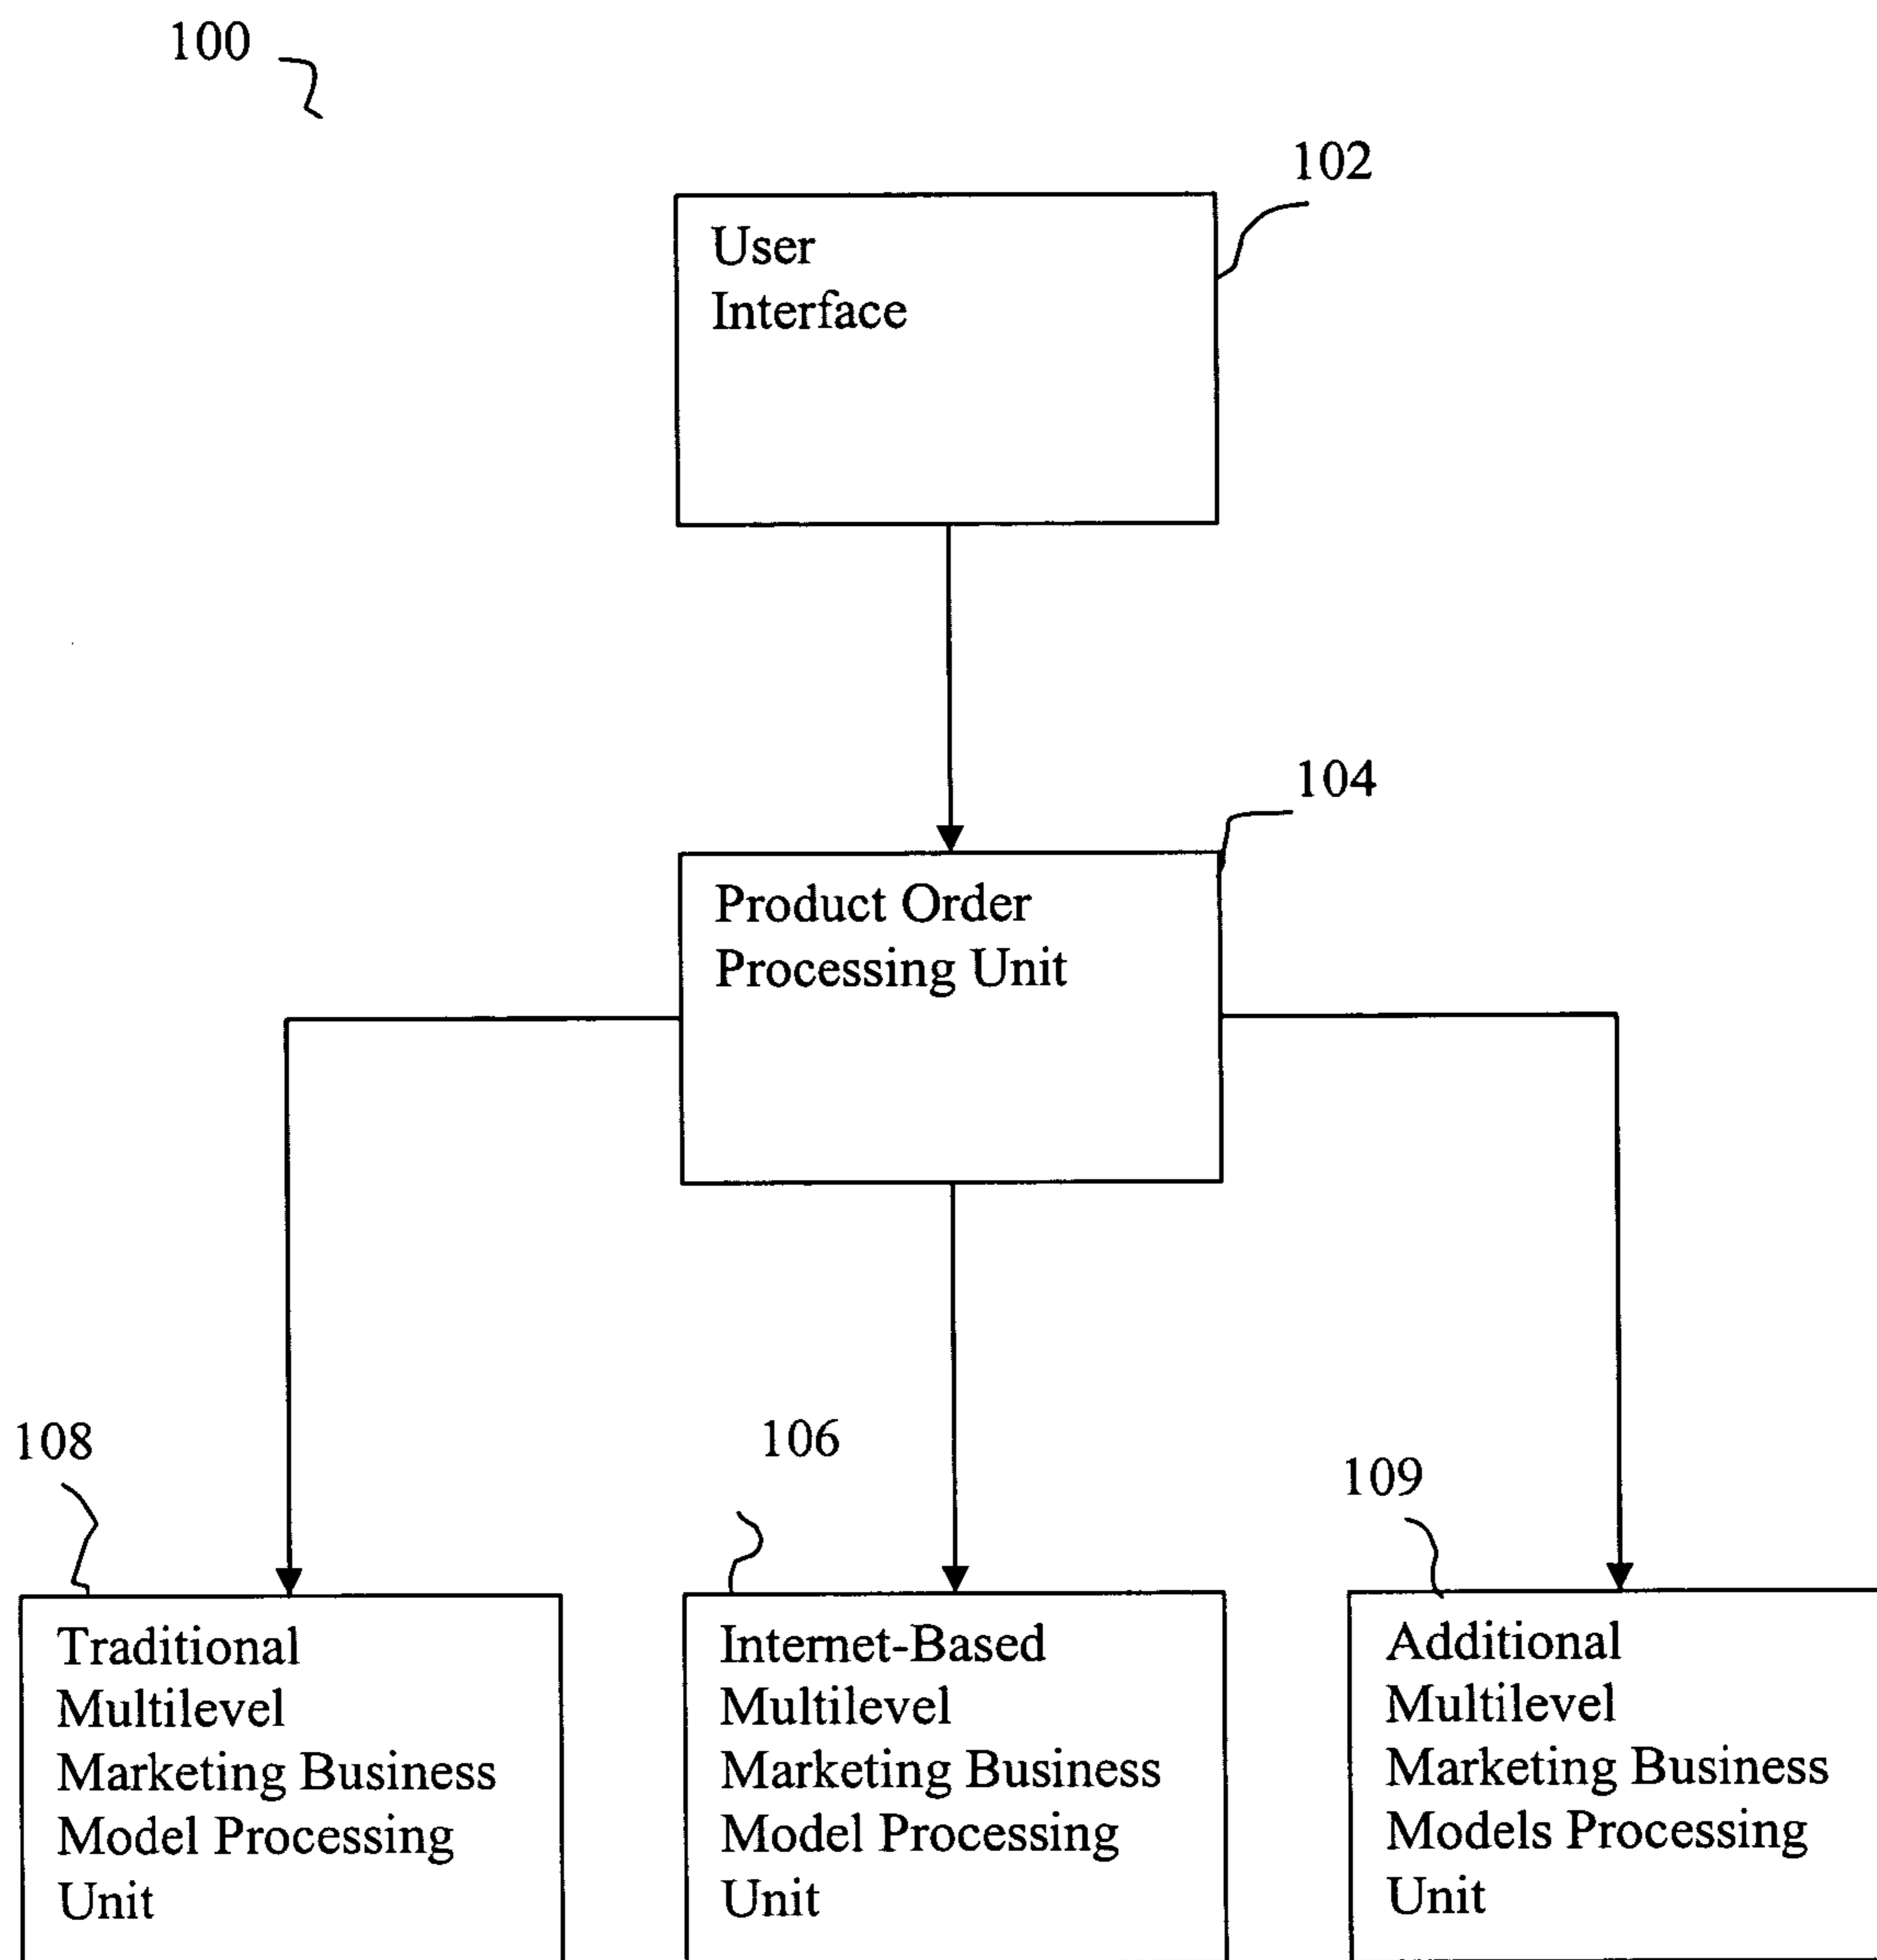 100
102
User
Interface
104
Product Order
Processing Unit
108
106
109
Traditional
Multilevel
Marketing Business
Model Processing
Unit
Internet-Based
Multilevel
Marketing Business
Model Processing
Unit
Additional
Multilevel
Marketing Business
Models Processing
Unit